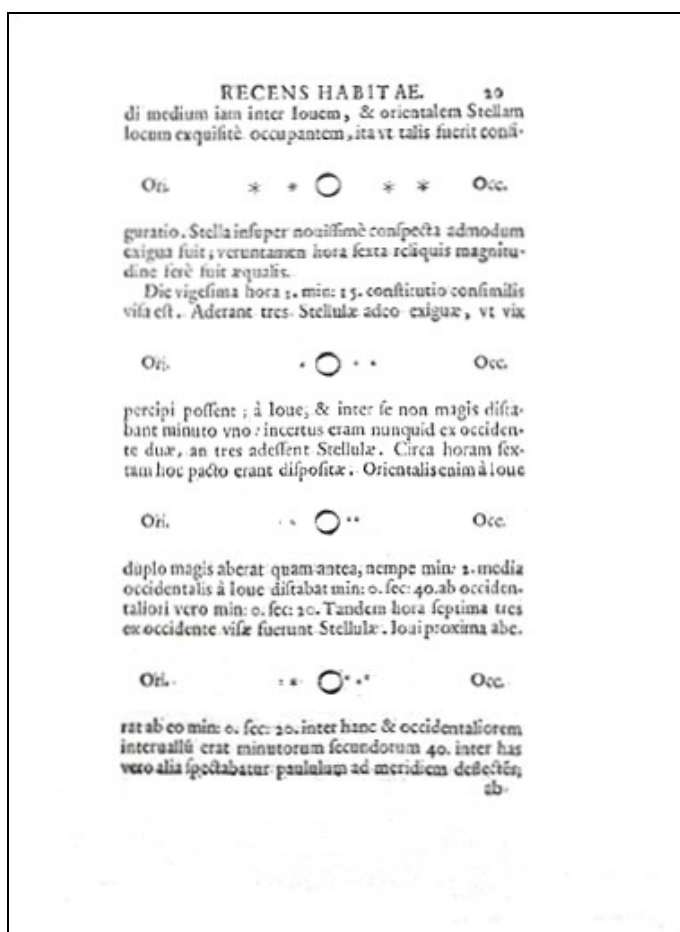 RECENS HABITAE. 20
di medium iam inter Iouem, & orientalem Stellam
locum exquisitè occupantem, ita vt talis fuerit confi-
Ori. Occ.
guratio. Stella insuper nouissimè conspecta admodum
exigua fuit; veruntamen hora sexta reliquis magnitu-
dine ferè fuit æqualis.
Die vigesima hora 1. min: 15. constitutio consimilis
visa est. Aderant tres Stellulæ adeo exiguæ, vt vix
Ori. Occ.
percipi possent; à Ioue, & inter se non magis dista-
bant minuto vno: incertus eram nunquid ex occiden-
te duæ, an tres adessent Stellulæ. Circa horam sex-
tam hoc pacto erant dispositæ. Orientalis enim à Ioue
Ori. Occ.
duplo magis aberat quam antea, nempe min: 2. media
occidentalis à Ioue distabat min: 0. sec: 40. ab occiden-
taliori vero min: 0. sec: 20. Tandem hora septima tres
ex occidente visæ fuerunt Stellulæ. Ioui proxima abe-
Ori. Occ.
rat ab eo min: 0. sec: 20. inter hanc & occidentaliorem
interuallū erat minutorum secundorum 40. inter has
vero alia spectabatur paululum ad meridiem deflectēs;
ab